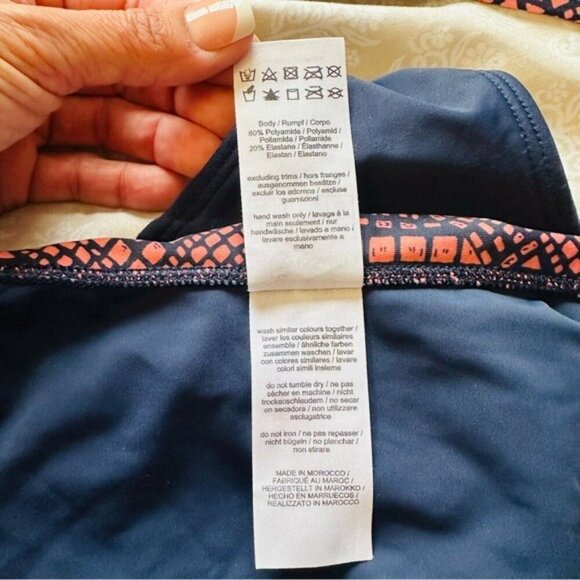 Body / Rumpf / Corpo
80% Polyamide / Polyamid /
Poliamida / Poliamide
20% Elastane / Élasthanne /
Elastan / Elastano
excluding trims / hors franges /
ausgenommen besätze /
excluir los adornos / escluse
guarnizioni
hand wash only / lavage à la
main seulement / nur
handwäsche / lavado a mano /
lavare esclusivamente a
mano
wash similar colours together /
laver les couleurs similaires
ensemble / ähnliche farben
zusammen waschen / lavar
con colores similares / lavare
colori simili insieme
do not tumble dry / ne pas
sécher en machine / nicht
trockenschleudern / no secar
en secadora / non utilizzare
asciugatrice
do not iron / ne pas repasser /
nicht bügeln / no planchar /
non stirare
MADE IN MOROCCO /
FABRIQUÉ AU MAROC /
HERGESTELLT IN MAROKKO /
HECHO EN MARRUECOS /
REALIZZATO IN MAROCCO